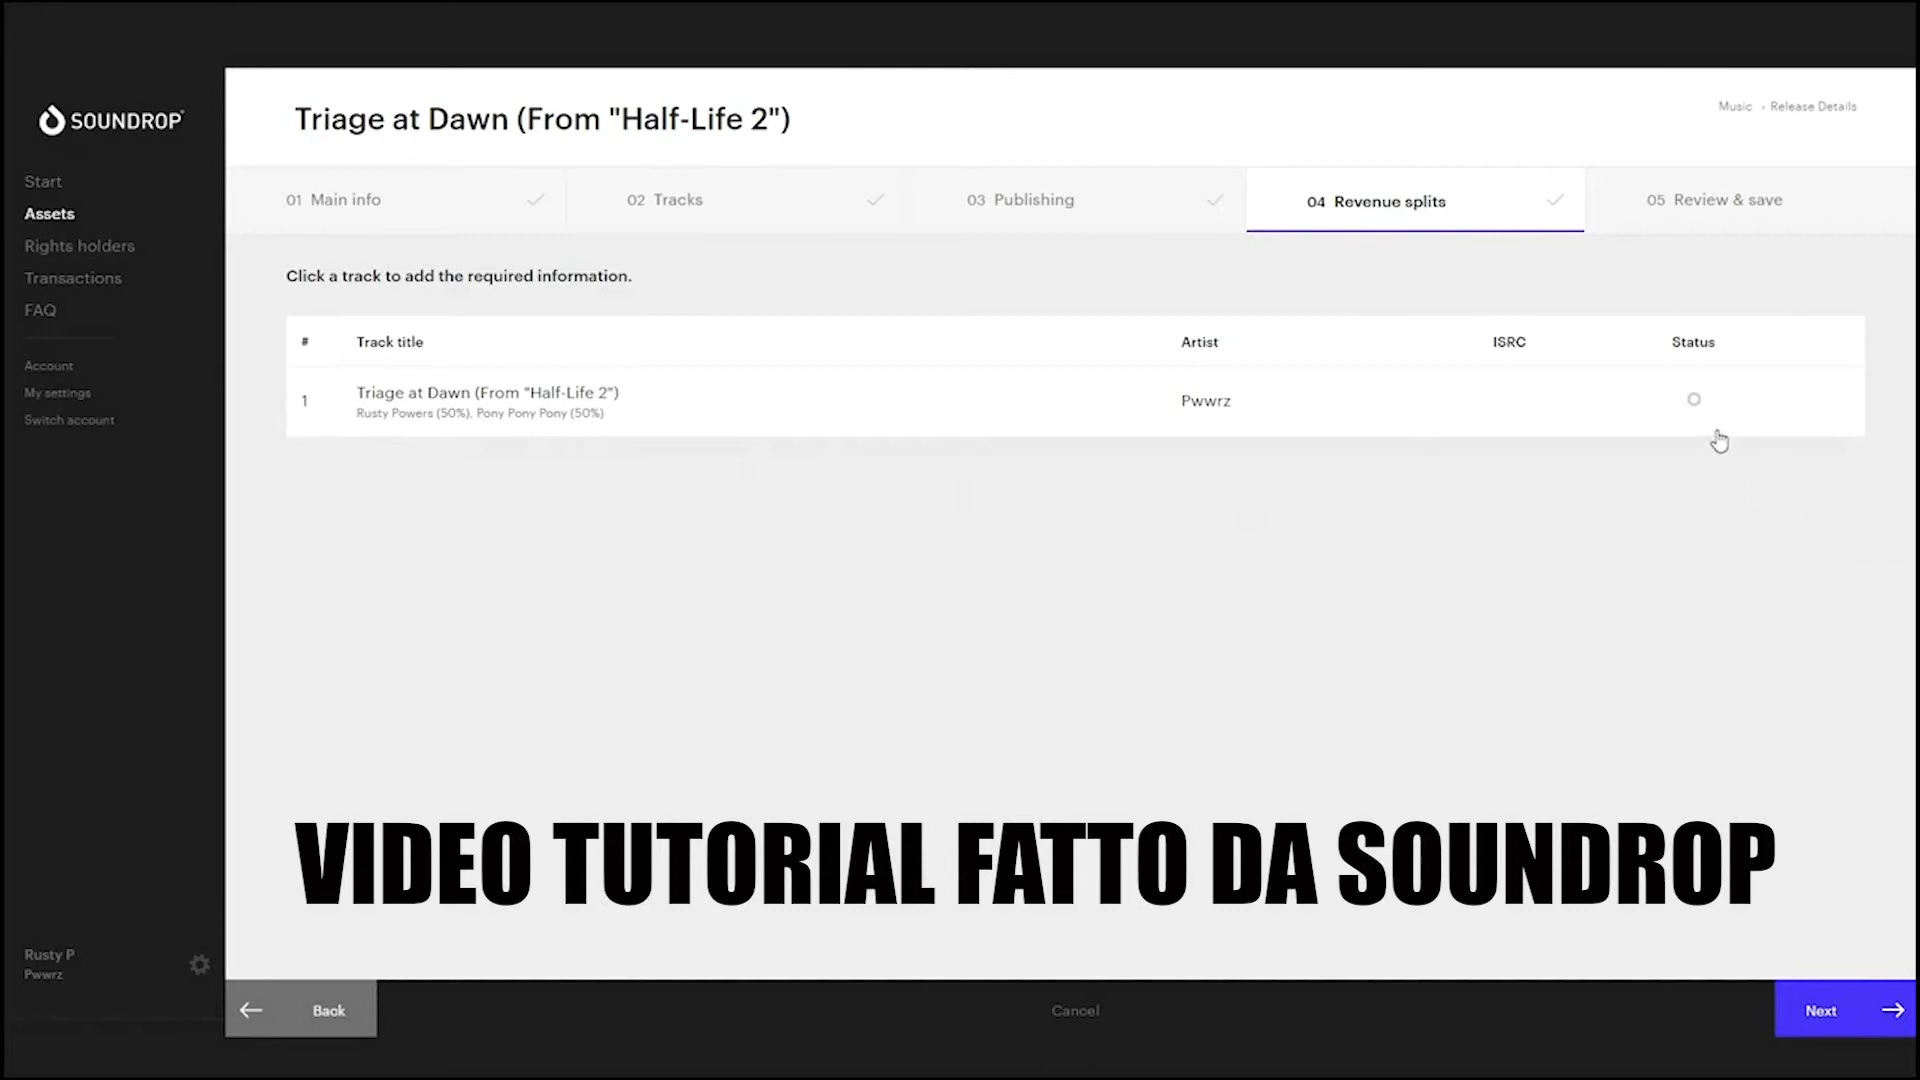 SOUNDROP
Start
Assets
Rights holders
Transactions
FAQ
Account
My settings
Switch account
Rusty P
Pwwrz
Triage at Dawn (From "Half-Life 2")
Music › Release Details
01 Main info
02 Tracks
03 Publishing
04 Revenue splits
05 Review & save
Click a track to add the required information.
# Track title Artist ISRC Status
1 Triage at Dawn (From "Half-Life 2") Pwwrz
Rusty Powers (50%), Pony Pony Pony (50%)
VIDEO TUTORIAL FATTO DA SOUNDROP
Back
Cancel
Next